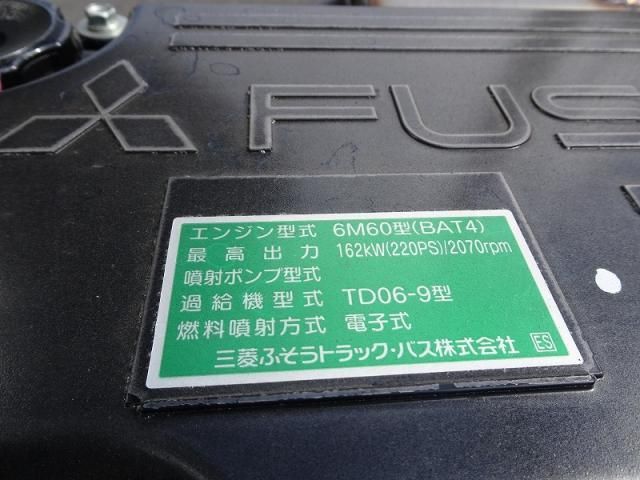 FUS
エンジン型式 6M60型(BAT4)
最高出力 162kW(220PS)/2070rpm
噴射ポンプ型式
過給機型式 TD06-9型
燃料噴射方式 電子式
三菱ふそうトラック・バス株式会社 ES